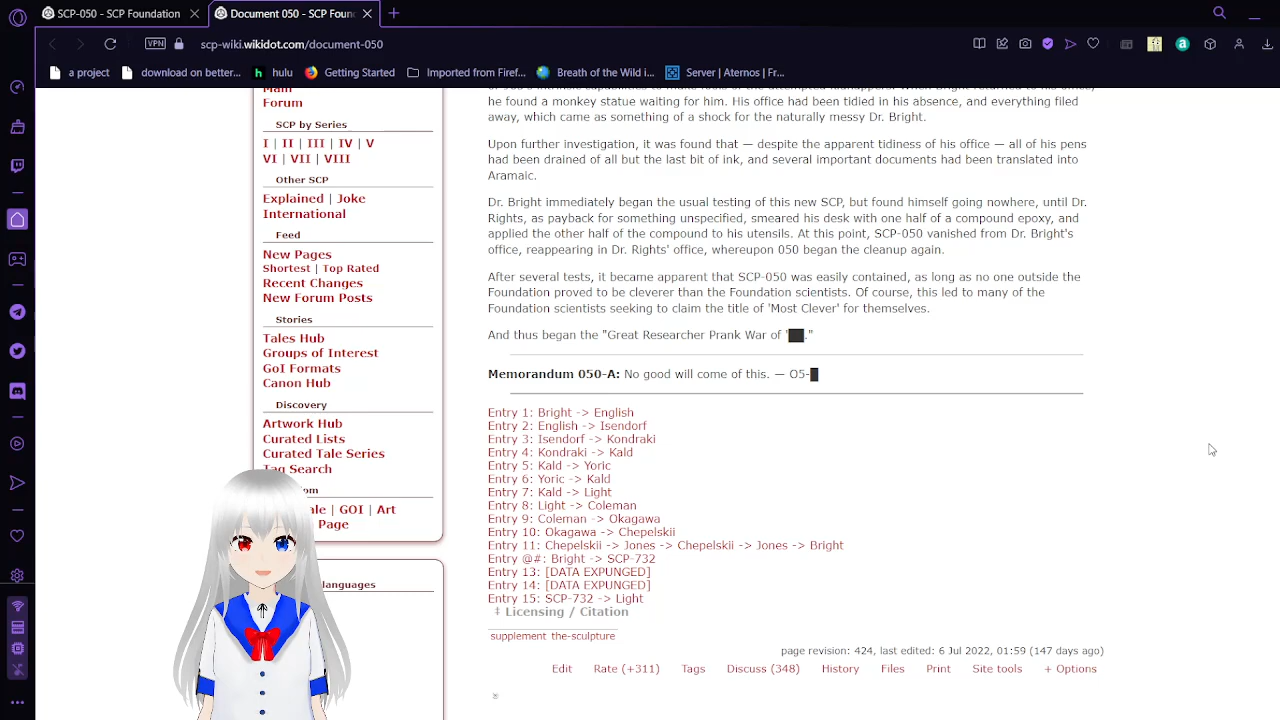 SCP-050 - SCP Foundation
Document 050 - SCP Foun
VPN
scp-wiki.wikidot.com/document-050
a project
download on better...
hulu
Getting Started
Imported from Firef...
Breath of the Wild i...
Server | Aternos | Fr...
Main
Forum
SCP by Series
I | II | III | IV | V
VI | VII | VIII
Other SCP
Explained | Joke
International
Feed
New Pages
Shortest | Top Rated
Recent Changes
New Forum Posts
Stories
Tales Hub
Groups of Interest
GoI Formats
Canon Hub
Discovery
Artwork Hub
Curated Lists
Curated Tale Series
Tag Search
om
ale | GOI | Art
Page
languages
he found a monkey statue waiting for him. His office had been tidied in his absence, and everything filed
away, which came as something of a shock for the naturally messy Dr. Bright.
Upon further investigation, it was found that — despite the apparent tidiness of his office — all of his pens
had been drained of all but the last bit of ink, and several important documents had been translated into
Aramaic.
Dr. Bright immediately began the usual testing of this new SCP, but found himself going nowhere, until Dr.
Rights, as payback for something unspecified, smeared his desk with one half of a compound epoxy, and
applied the other half of the compound to his utensils. At this point, SCP-050 vanished from Dr. Bright's
office, reappearing in Dr. Rights' office, whereupon 050 began the cleanup again.
After several tests, it became apparent that SCP-050 was easily contained, as long as no one outside the
Foundation proved to be cleverer than the Foundation scientists. Of course, this led to many of the
Foundation scientists seeking to claim the title of 'Most Clever' for themselves.
And thus began the "Great Researcher Prank War of '██."
Memorandum 050-A: No good will come of this. — O5-█
Entry 1: Bright -> English
Entry 2: English -> Isendorf
Entry 3: Isendorf -> Kondraki
Entry 4: Kondraki -> Kald
Entry 5: Kald -> Yoric
Entry 6: Yoric -> Kald
Entry 7: Kald -> Light
Entry 8: Light -> Coleman
Entry 9: Coleman -> Okagawa
Entry 10: Okagawa -> Chepelskii
Entry 11: Chepelskii -> Jones -> Chepelskii -> Jones -> Bright
Entry @#: Bright -> SCP-732
Entry 13: [DATA EXPUNGED]
Entry 14: [DATA EXPUNGED]
Entry 15: SCP-732 -> Light
‡ Licensing / Citation
supplement the-sculpture
page revision: 424, last edited: 6 Jul 2022, 01:59 (147 days ago)
Edit Rate (+311) Tags Discuss (348) History Files Print Site tools + Options